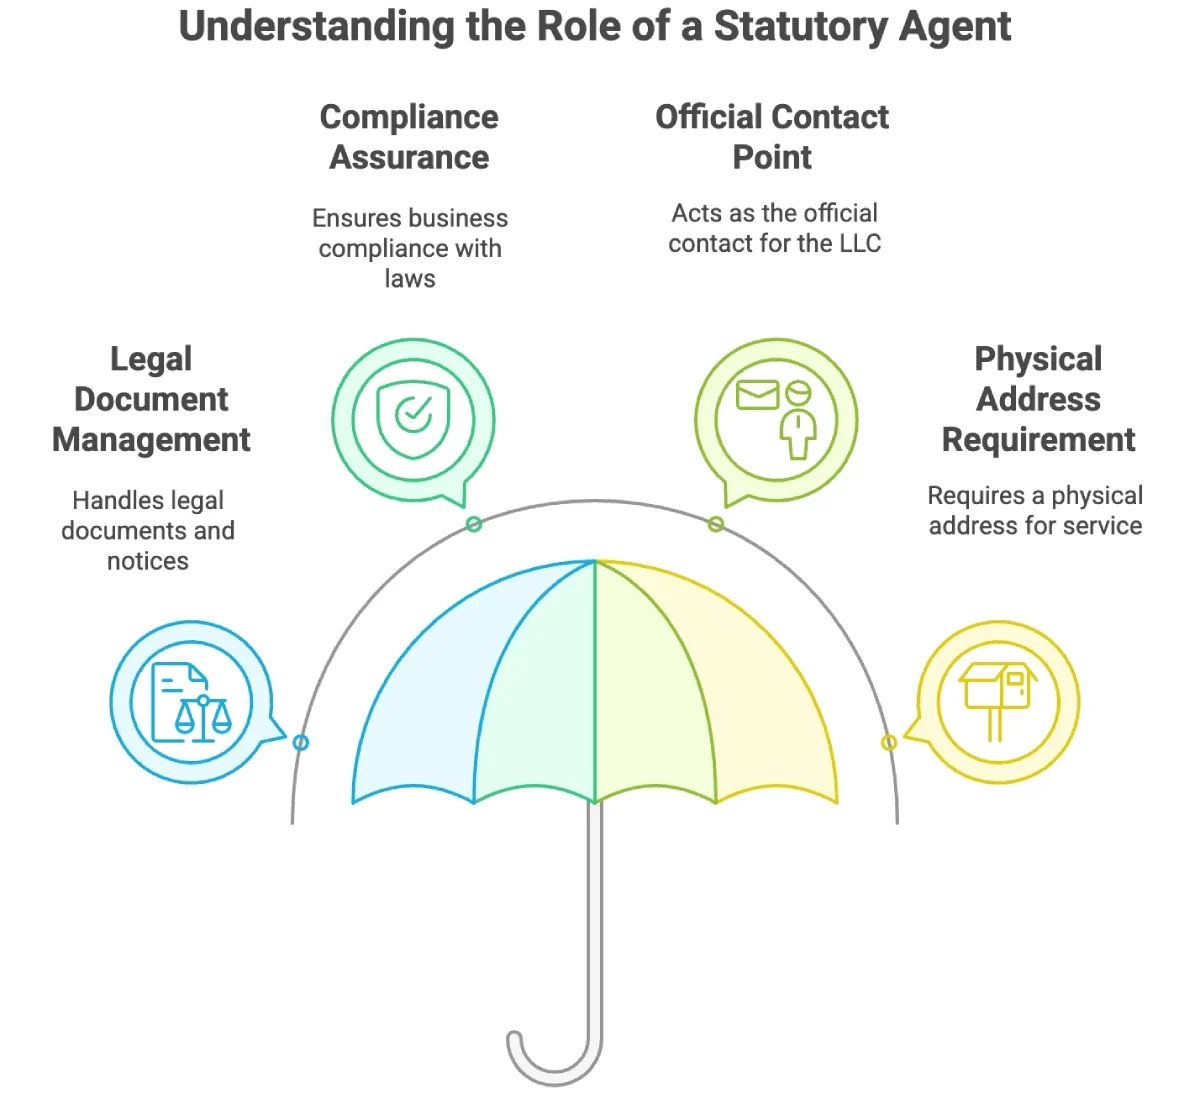 Understanding the Role of a Statutory Agent
Compliance
Assurance
Ensures business
compliance with
laws
Official Contact
Point
Acts as the official
contact for the LLC
Legal
Document
Management
Handles legal
documents and
notices
Physical
Address
Requirement
Requires a physical
address for service